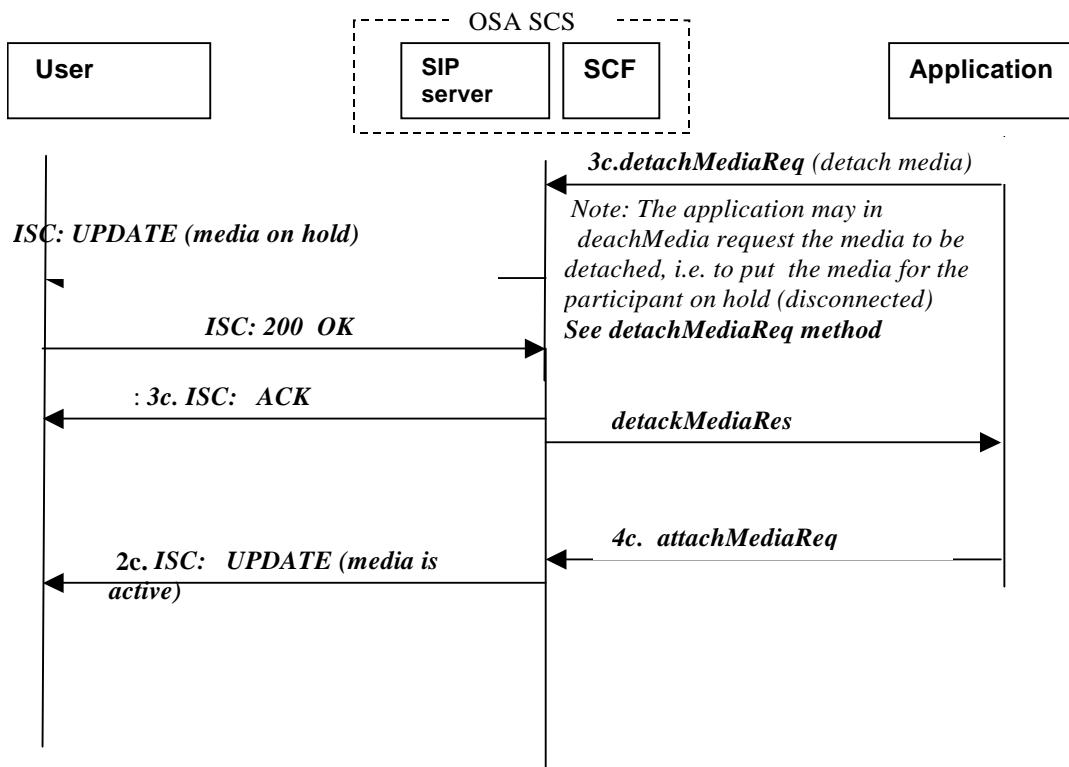 OSA SCS
User
SIP
server
SCF
Application
3c.detachMediaReq (detach media)
Note: The application may in
deachMedia request the media to be
detached, i.e. to put the media for the
participant on hold (disconnected)
See detachMediaReq method
ISC: UPDATE (media on hold)
ISC: 200 OK
: 3c. ISC: ACK
detackMediaRes
4c. attachMediaReq
2c. ISC: UPDATE (media is
active)